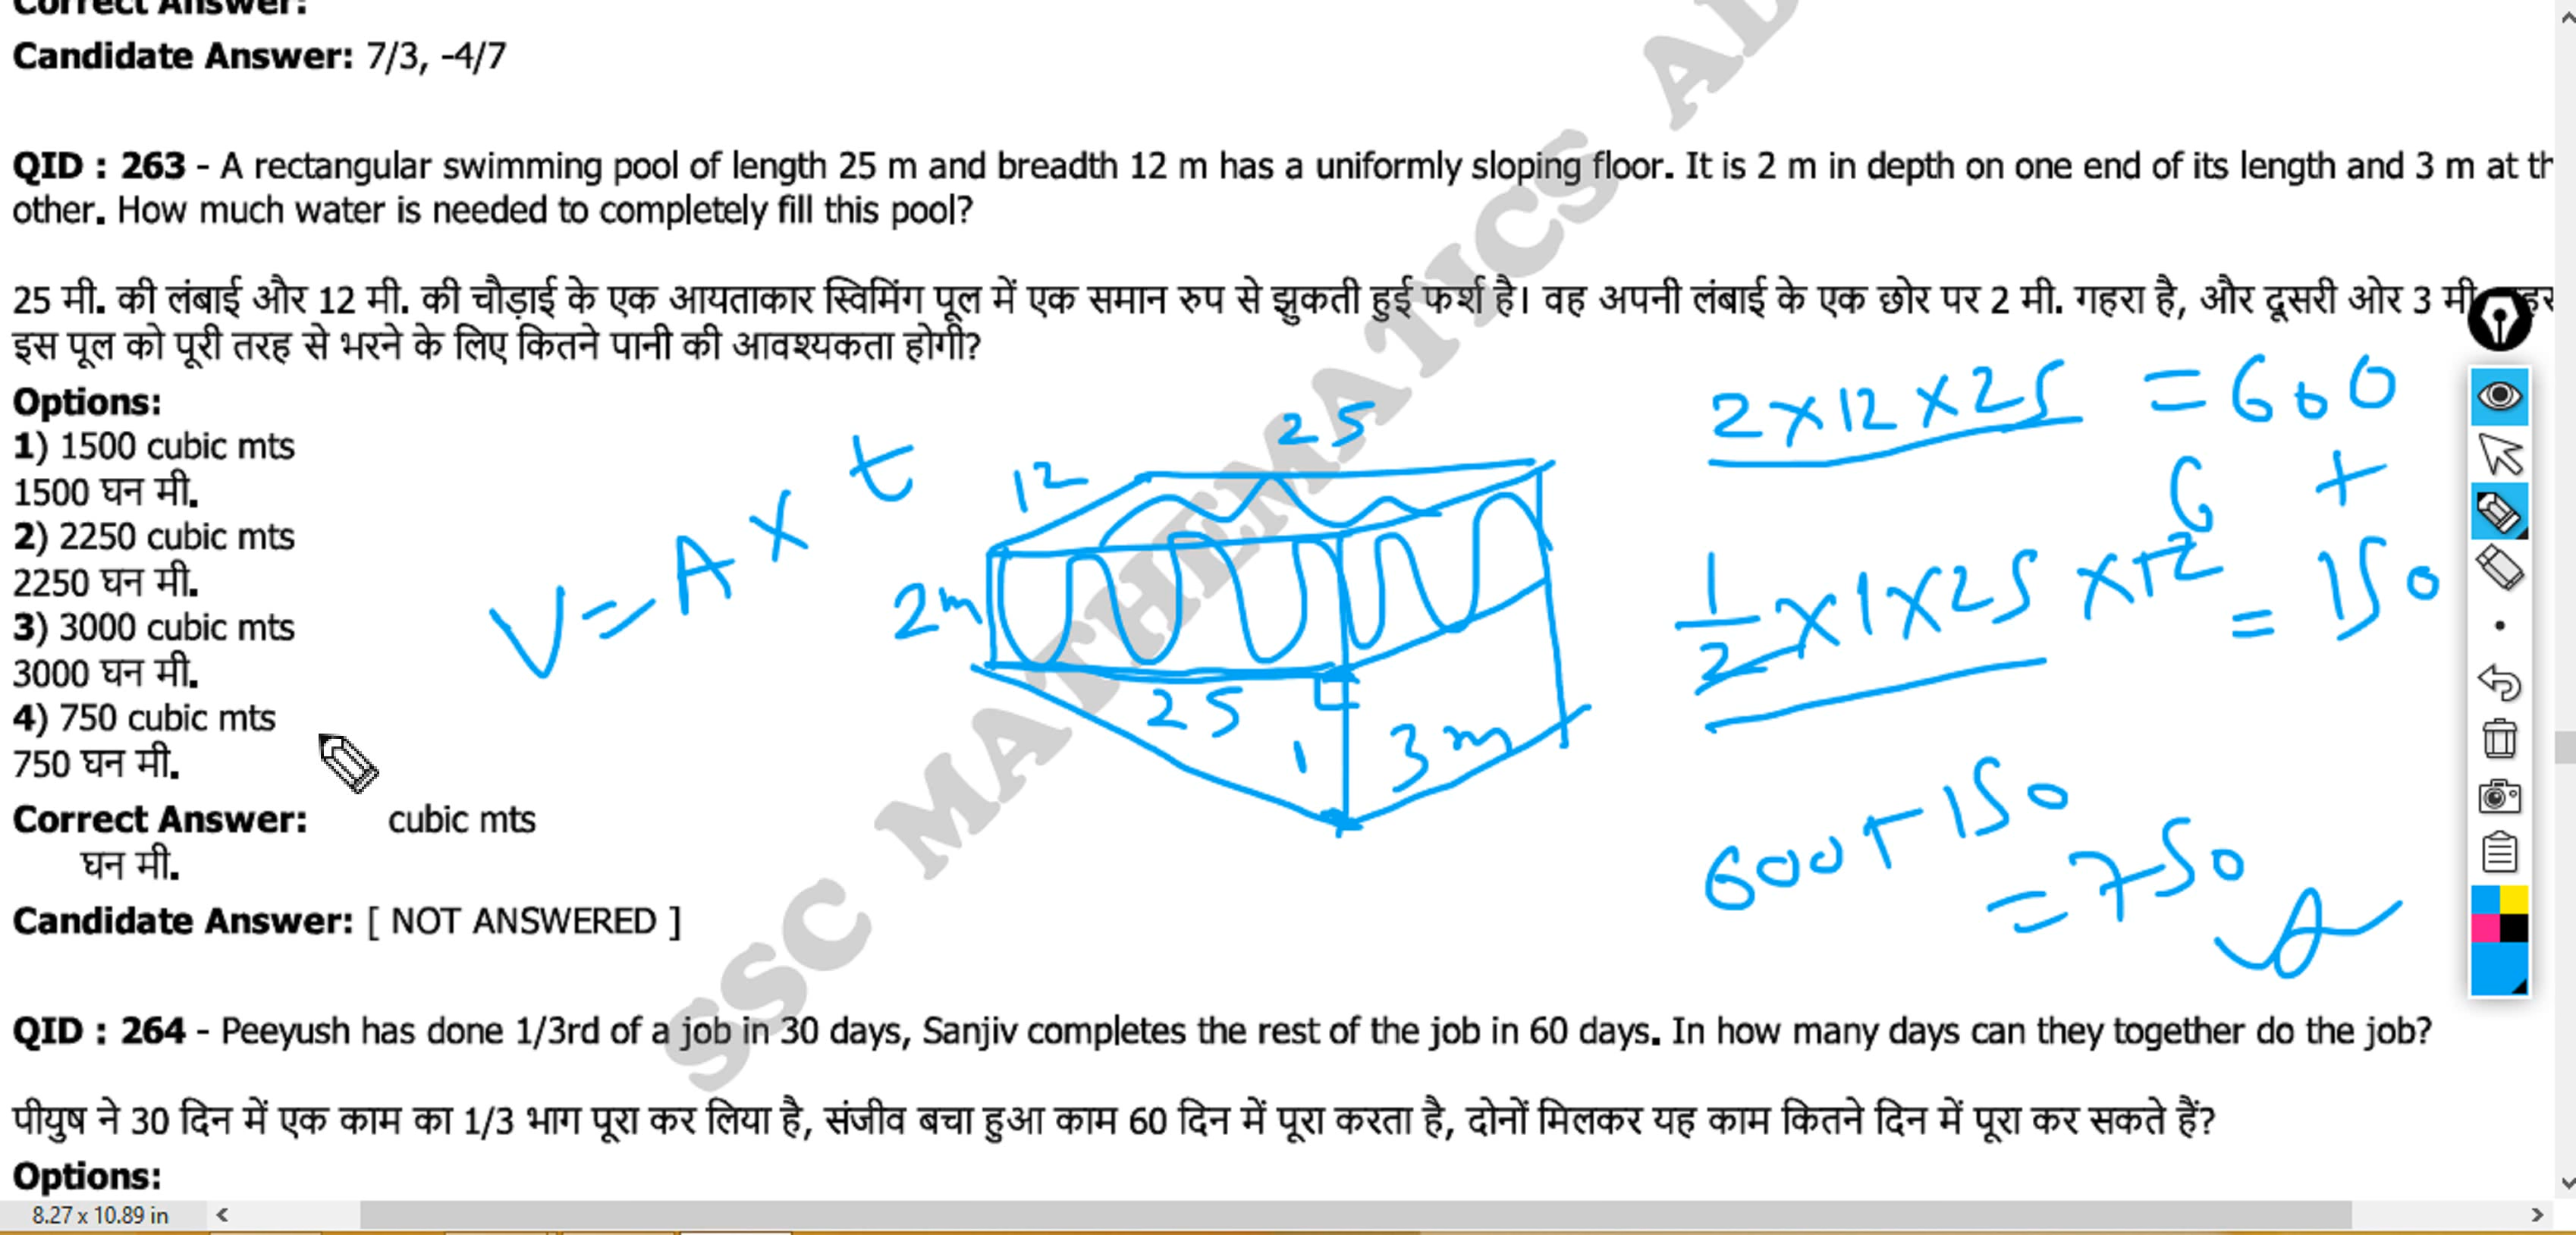 Correct Answer:
Candidate Answer: 7/3, -4/7
QID : 263 - A rectangular swimming pool of length 25 m and breadth 12 m has a uniformly sloping floor. It is 2 m in depth on one end of its length and 3 m at th
other. How much water is needed to completely fill this pool?
25 मी. की लंबाई और 12 मी. की चौड़ाई के एक आयताकार स्विमिंग पूल में एक समान रुप से झुकती हुई फर्श है। वह अपनी लंबाई के एक छोर पर 2 मी. गहरा है, और दूसरी ओर 3 मी
इस पूल को पूरी तरह से भरने के लिए कितने पानी की आवश्यकता होगी?
Options:
1) 1500 cubic mts
1500 घन मी.
2) 2250 cubic mts
2250 घन मी.
3) 3000 cubic mts
3000 घन मी.
4) 750 cubic mts
750 घन मी.
Correct Answer: cubic mts
घन मी.
Candidate Answer: [ NOT ANSWERED ]
V = A × t
12
25
2m
25
1
3m
2×12×25 = 600
6 +
1/2 ×1×25 ×12 = 150
600+150
= 750
SSC MATHEMATICS
QID : 264 - Peeyush has done 1/3rd of a job in 30 days, Sanjiv completes the rest of the job in 60 days. In how many days can they together do the job?
पीयुष ने 30 दिन में एक काम का 1/3 भाग पूरा कर लिया है, संजीव बचा हुआ काम 60 दिन में पूरा करता है, दोनों मिलकर यह काम कितने दिन में पूरा कर सकते हैं?
Options:
8.27 x 10.89 in